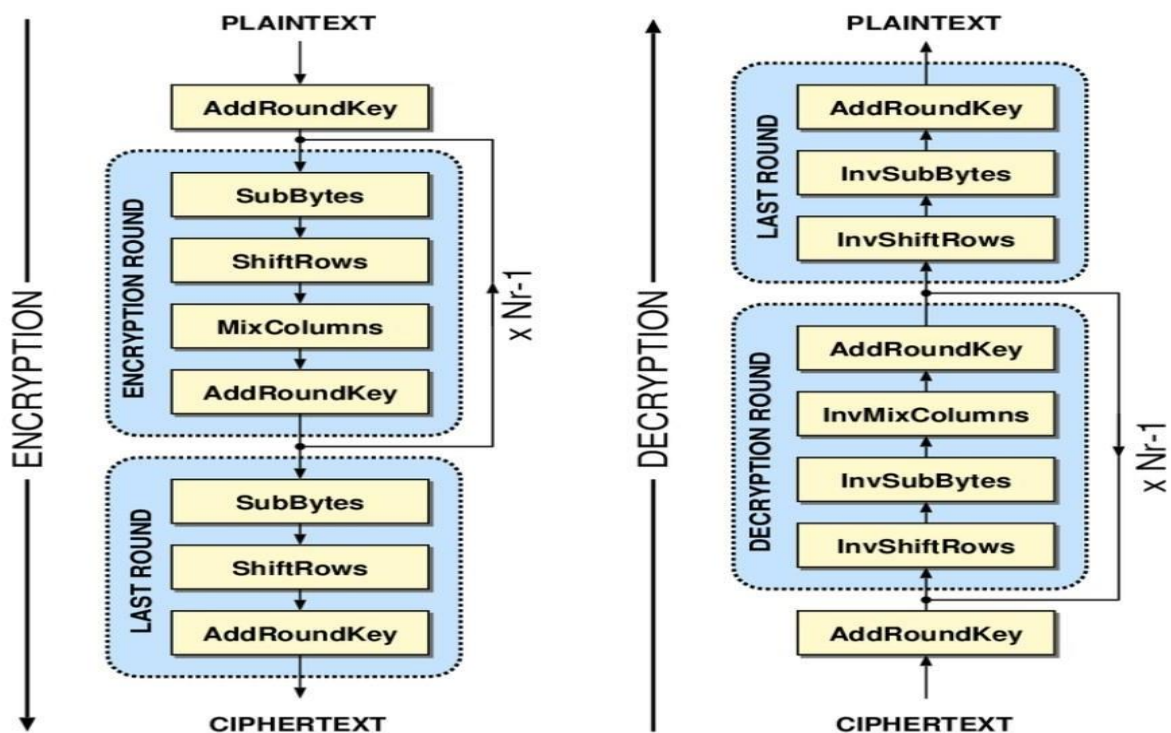 ENCRYPTION
PLAINTEXT
AddRoundKey
ENCRYPTION ROUND
SubBytes
ShiftRows
MixColumns
AddRoundKey
x Nr-1
LAST ROUND
SubBytes
ShiftRows
AddRoundKey
CIPHERTEXT
DECRYPTION
PLAINTEXT
LAST ROUND
AddRoundKey
InvSubBytes
InvShiftRows
DECRYPTION ROUND
AddRoundKey
InvMixColumns
InvSubBytes
InvShiftRows
x Nr-1
AddRoundKey
CIPHERTEXT